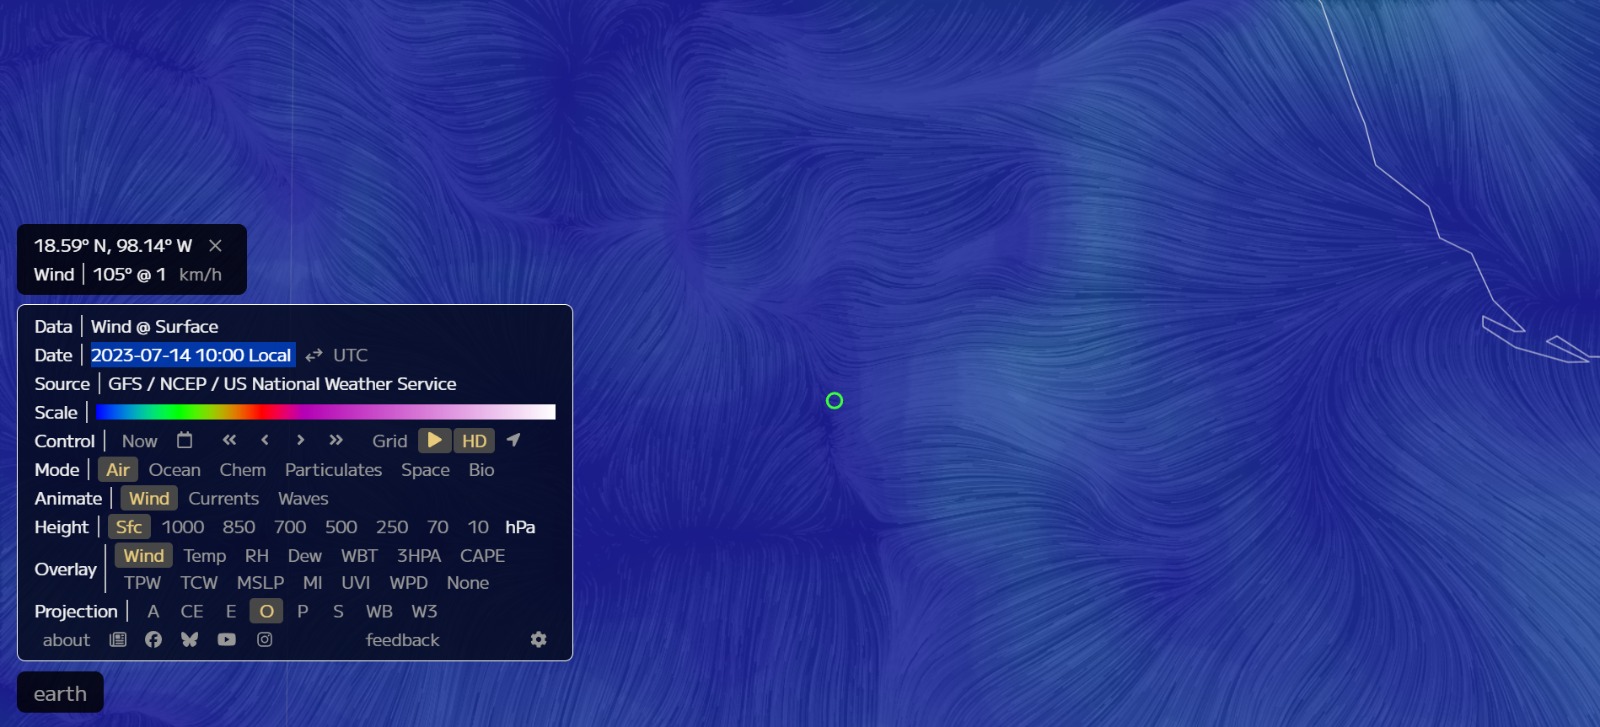 18.59° N, 98.14° W ×
Wind | 105° @ 1 km/h
Data | Wind @ Surface
Date | 2023-07-14 10:00 Local ⇄ UTC
Source | GFS / NCEP / US National Weather Service
Scale |
Control | Now « ‹ › » Grid HD
Mode | Air Ocean Chem Particulates Space Bio
Animate | Wind Currents Waves
Height | Sfc 1000 850 700 500 250 70 10 hPa
Overlay | Wind Temp RH Dew WBT 3HPA CAPE
TPW TCW MSLP MI UVI WPD None
Projection | A CE E O P S WB W3
about feedback
earth